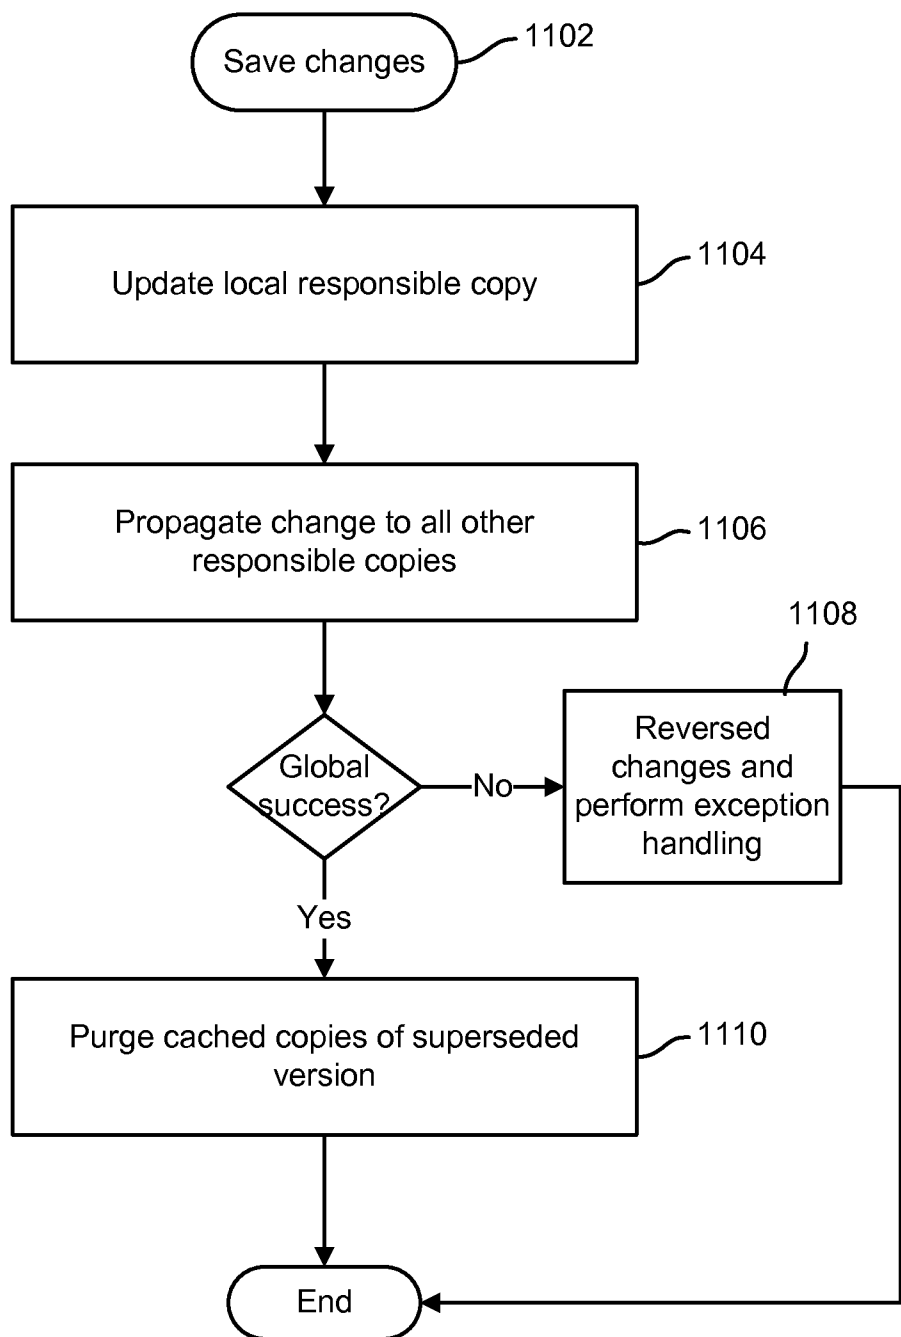 Save changes
1102
Update local responsible copy
1104
Propagate change to all other
responsible copies
1106
1108
Reversed
changes and
perform exception
handling
Global
success?
No
Yes
Purge cached copies of superseded
version
1110
End